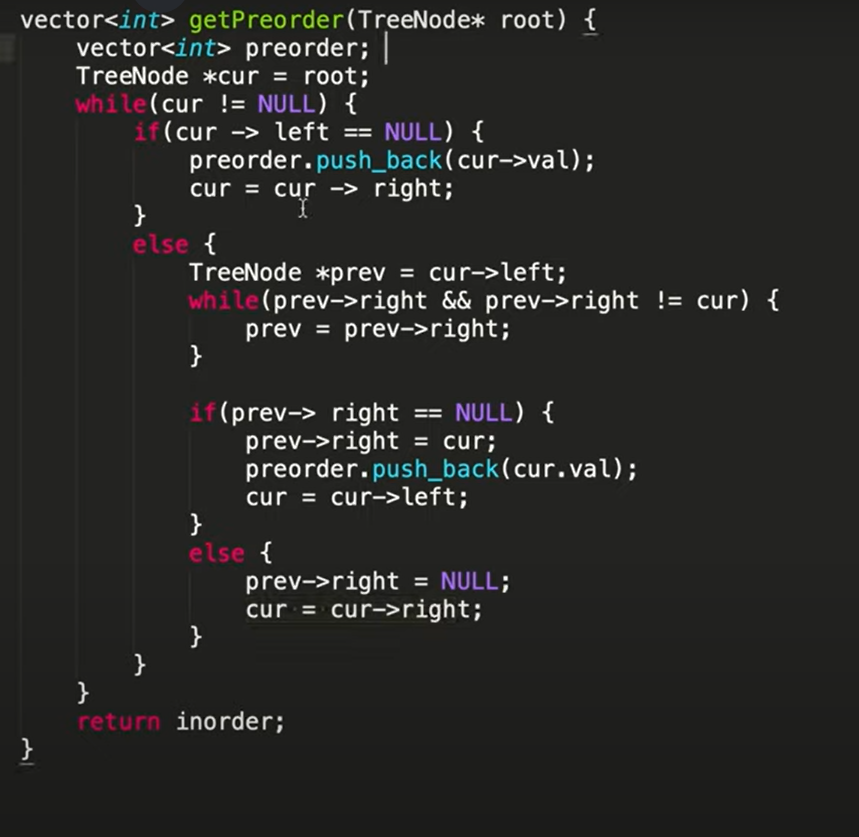 vector<int> getPreorder(TreeNode* root) {
    vector<int> preorder;
    TreeNode *cur = root;
    while(cur != NULL) {
        if(cur -> left == NULL) {
            preorder.push_back(cur->val);
            cur = cur -> right;
        }
        else {
            TreeNode *prev = cur->left;
            while(prev->right && prev->right != cur) {
                prev = prev->right;
            }

            if(prev-> right == NULL) {
                prev->right = cur;
                preorder.push_back(cur.val);
                cur = cur->left;
            }
            else {
                prev->right = NULL;
                cur = cur->right;
            }
        }
    }
    return inorder;
}